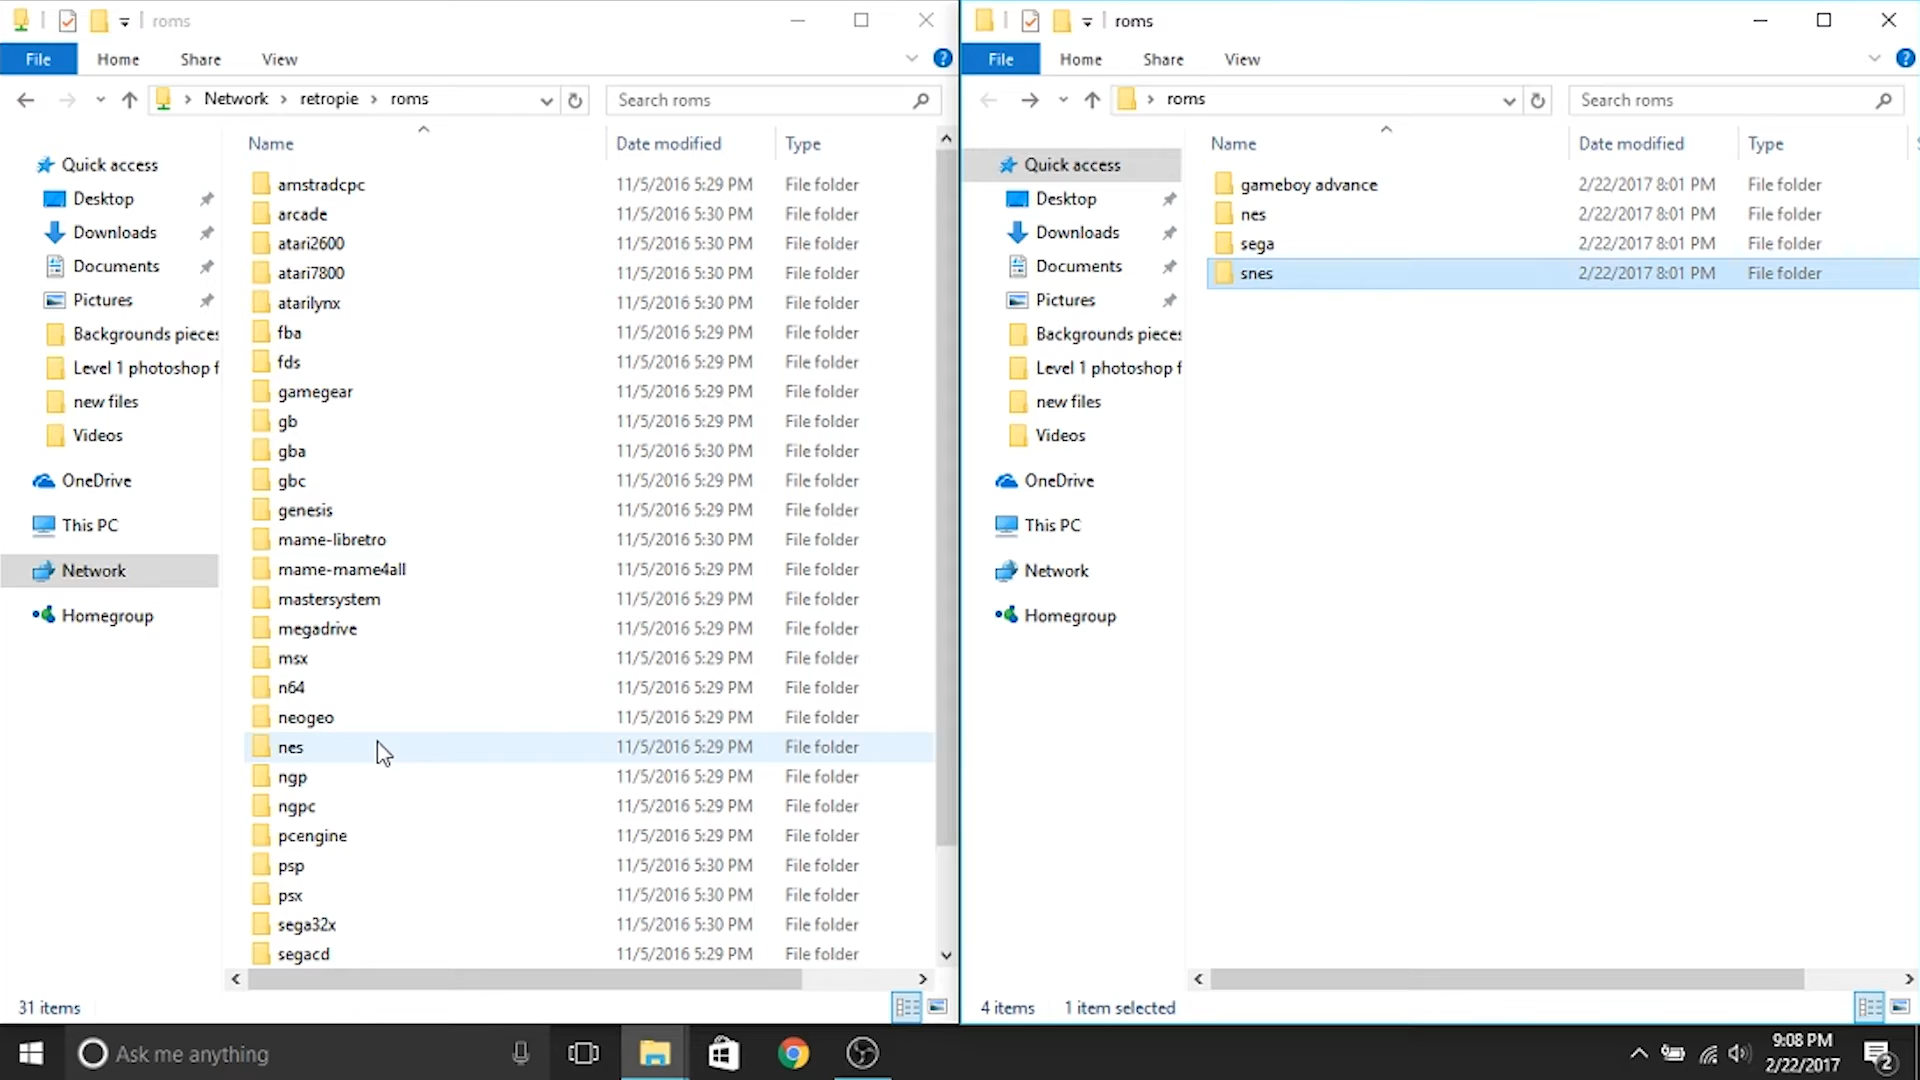 roms
File Home Share View
Network retropie roms
Search roms
Name Date modified Type
Quick access
Desktop
Downloads
Documents
Pictures
Backgrounds pieces
Level 1 photoshop f
new files
Videos
OneDrive
This PC
Network
Homegroup
amstradcpc 11/5/2016 5:29 PM File folder
arcade 11/5/2016 5:30 PM File folder
atari2600 11/5/2016 5:30 PM File folder
atari7800 11/5/2016 5:30 PM File folder
atarilynx 11/5/2016 5:30 PM File folder
fba 11/5/2016 5:29 PM File folder
fds 11/5/2016 5:29 PM File folder
gamegear 11/5/2016 5:29 PM File folder
gb 11/5/2016 5:29 PM File folder
gba 11/5/2016 5:30 PM File folder
gbc 11/5/2016 5:29 PM File folder
genesis 11/5/2016 5:29 PM File folder
mame-libretro 11/5/2016 5:30 PM File folder
mame-mame4all 11/5/2016 5:29 PM File folder
mastersystem 11/5/2016 5:29 PM File folder
megadrive 11/5/2016 5:29 PM File folder
msx 11/5/2016 5:29 PM File folder
n64 11/5/2016 5:29 PM File folder
neogeo 11/5/2016 5:29 PM File folder
nes 11/5/2016 5:29 PM File folder
ngp 11/5/2016 5:29 PM File folder
ngpc 11/5/2016 5:29 PM File folder
pcengine 11/5/2016 5:29 PM File folder
psp 11/5/2016 5:30 PM File folder
psx 11/5/2016 5:30 PM File folder
sega32x 11/5/2016 5:30 PM File folder
segacd 11/5/2016 5:29 PM File folder
31 items
roms
File Home Share View
roms
Search roms
Name Date modified Type
Quick access
Desktop
Downloads
Documents
Pictures
Backgrounds pieces
Level 1 photoshop f
new files
Videos
OneDrive
This PC
Network
Homegroup
gameboy advance 2/22/2017 8:01 PM File folder
nes 2/22/2017 8:01 PM File folder
sega 2/22/2017 8:01 PM File folder
snes 2/22/2017 8:01 PM File folder
4 items 1 item selected
Ask me anything
9:08 PM
2/22/2017
2